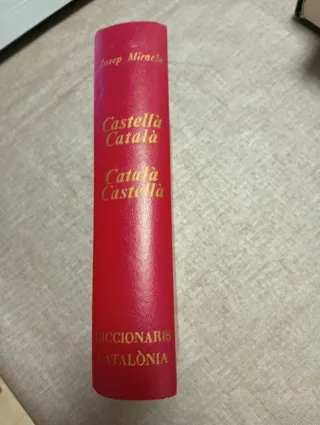 Josep Miracle
Castellà
Català
Català
Castellà
DICCIONARIS
CATALÒNIA